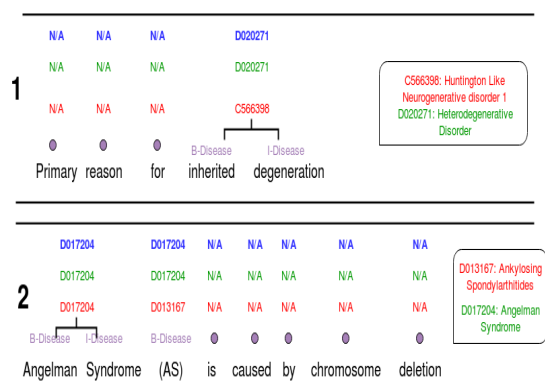 N/A N/A N/A D020271
N/A N/A N/A D020271
1
N/A N/A N/A C566398
B-Disease I-Disease
Primary reason for inherited degeneration
C566398: Huntington Like
Neurogenerative disorder 1
D020271: Heterodegenerative
Disorder
D017204 D017204 N/A N/A N/A N/A N/A
D017204 D017204 N/A N/A N/A N/A N/A
2
D017204 D013167 N/A N/A N/A N/A N/A
B-Disease I-Disease B-Disease
Angelman Syndrome (AS) is caused by chromosome deletion
D013167: Ankylosing
Spondylarthitides
D017204: Angelman
Syndrome